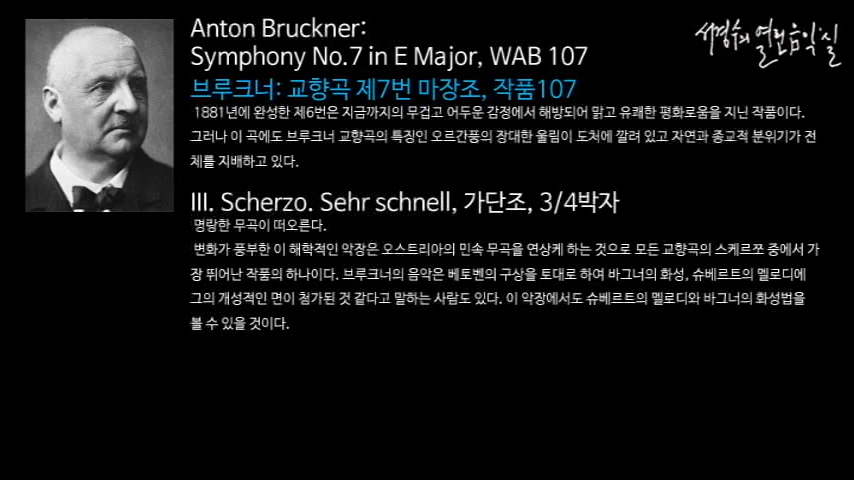 Anton Bruckner:
Symphony No.7 in E Major, WAB 107
브루크너: 교향곡 제7번 마장조, 작품107
1881년에 완성한 제6번은 지금까지의 무겁고 어두운 감정에서 해방되어 맑고 유쾌한 평화로움을 지닌 작품이다.
그러나 이 곡에도 브루크너 교향곡의 특징인 오르간풍의 장대한 울림이 도처에 깔려 있고 자연과 종교적 분위기가 전
체를 지배하고 있다.
III. Scherzo. Sehr schnell, 가단조, 3/4박자
명랑한 무곡이 떠오른다.
변화가 풍부한 이 해학적인 악장은 오스트리아의 민속 무곡을 연상케 하는 것으로 모든 교향곡의 스케르쪼 중에서 가
장 뛰어난 작품의 하나이다. 브루크너의 음악은 베토벤의 구상을 토대로 하여 바그너의 화성, 슈베르트의 멜로디에
그의 개성적인 면이 첨가된 것 같다고 말하는 사람도 있다. 이 악장에서도 슈베르트의 멜로디와 바그너의 화성법을
볼 수 있을 것이다.
서경수의 열린음악실